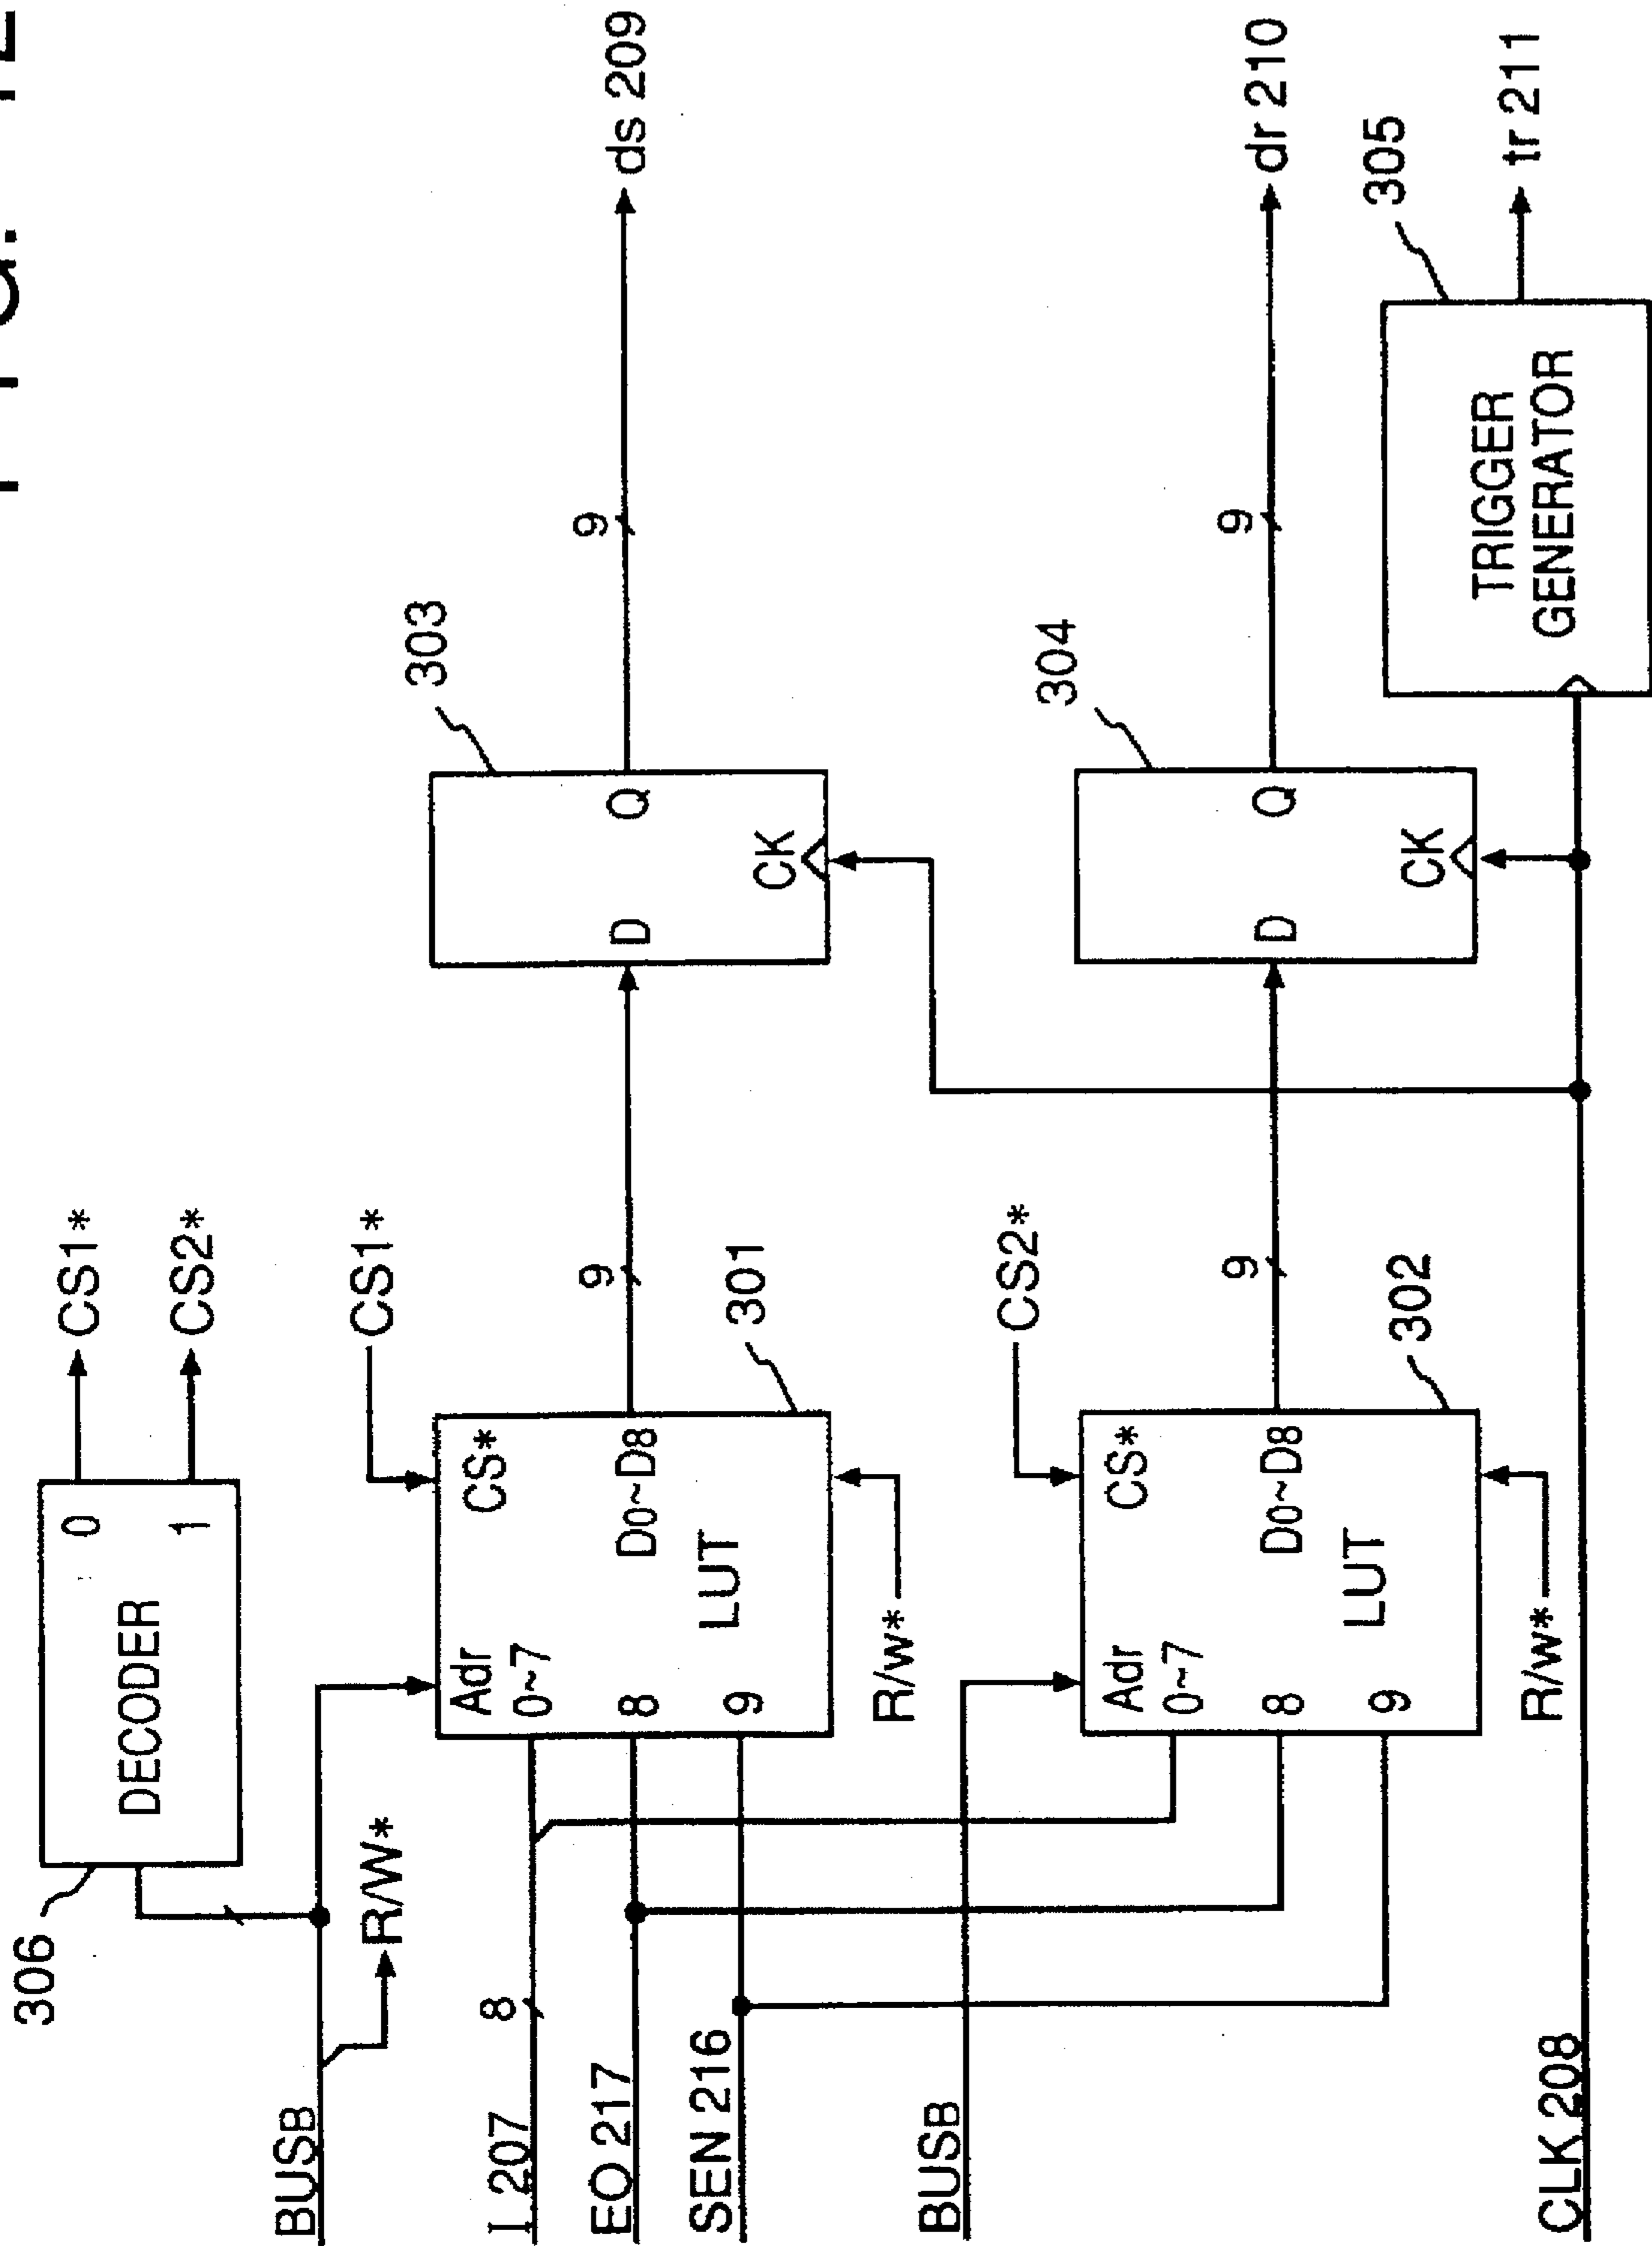 306
DECODER
0
1
CS1*
CS2*
BUSB
R/W*
CS1*
I 207
8
EO 217
SEN 216
Adr
0~7
8
9
CS*
D0~D8
LUT
R/w*
301
9
303
D
Q
CK
9
ds 209
BUSB
CS2*
Adr
0~7
8
9
CS*
D0~D8
LUT
R/w*
302
9
304
D
Q
CK
9
dr 210
CLK 208
TRIGGER
GENERATOR
305
tr 211